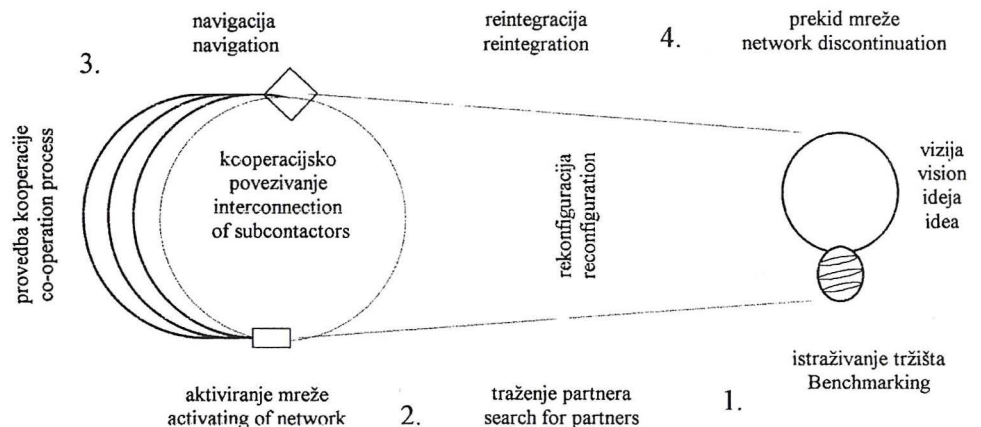 navigacija
navigation
reintegracija
reintegration
4.
prekid mreže
network discontinuation
3.
provedba kooperacije
co-operation process
kooperacijsko
povezivanje
interconnection
of subcontactors
rekonfiguracija
reconfiguration
vizija
vision
ideja
idea
istraživanje tržišta
Benchmarking
1.
traženje partnera
search for partners
2.
aktiviranje mreže
activating of network